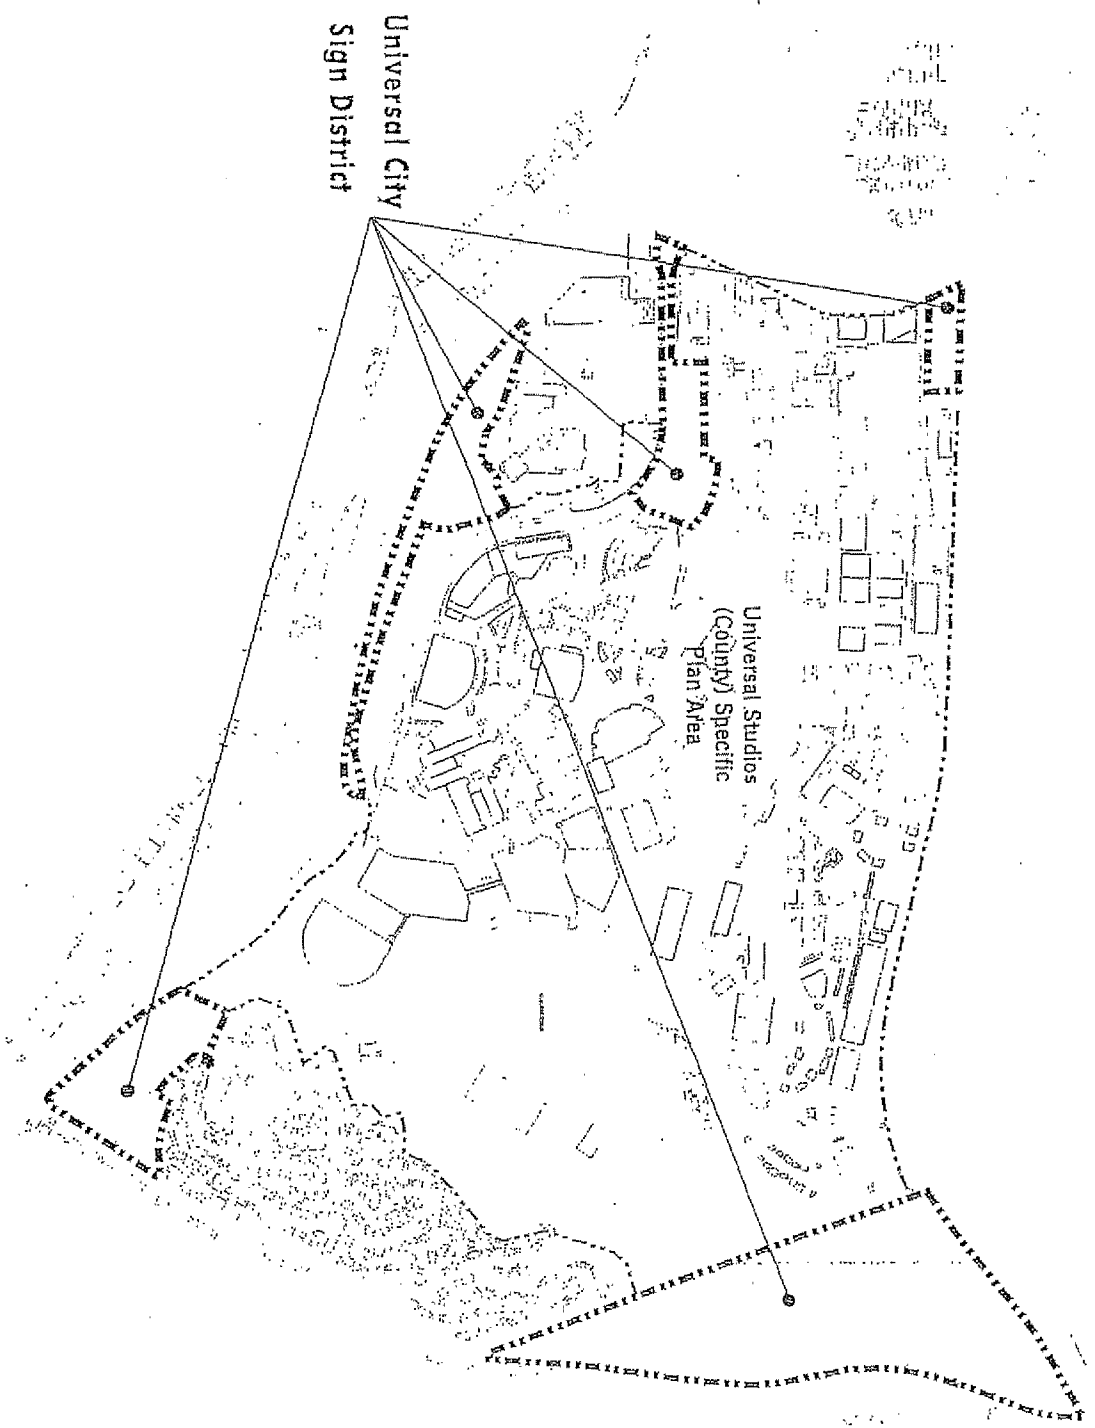 Universal City
Sign District
Universal Studios
(County) Specific
Plan Area